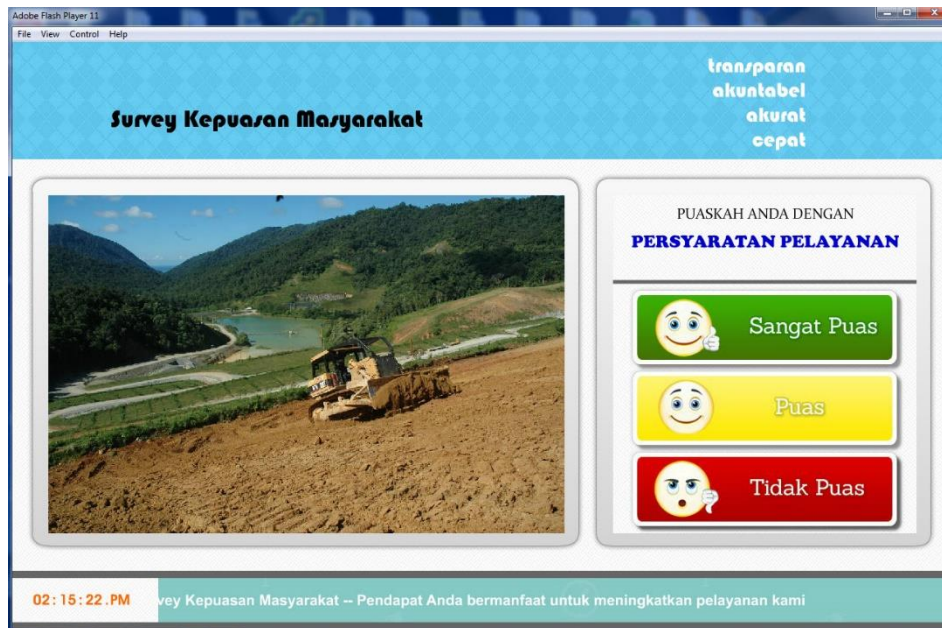 Adobe Flash Player 11
File View Control Help
Survey Kepuasan Masyarakat
transparan
akuntabel
akurat
cepat
PUASKAH ANDA DENGAN
PERSYARATAN PELAYANAN
Sangat Puas
Puas
Tidak Puas
02:15:22.PM
vey Kepuasan Masyarakat -- Pendapat Anda bermanfaat untuk meningkatkan pelayanan kami